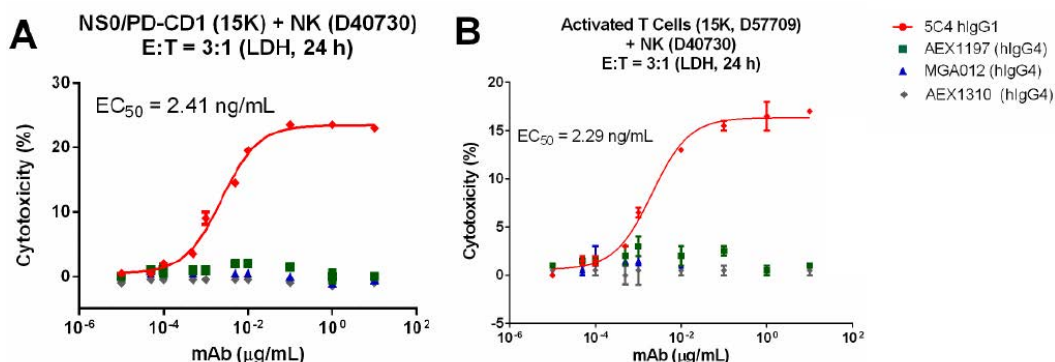 A
NS0/PD-CD1 (15K) + NK (D40730)
E:T = 3:1 (LDH, 24 h)
EC50 = 2.41 ng/mL
Cytotoxicity (%)
30
20
10
0
10-6
10-4
10-2
100
102
mAb (µg/mL)
B
Activated T Cells (15K, D57709)
+ NK (D40730)
E:T = 3:1 (LDH, 24 h)
EC50 = 2.29 ng/mL
Cytotoxicity (%)
20
15
10
5
0
10-6
10-4
10-2
100
102
mAb (µg/mL)
5C4 hIgG1
AEX1197 (hIgG4)
MGA012 (hIgG4)
AEX1310 (hIgG4)